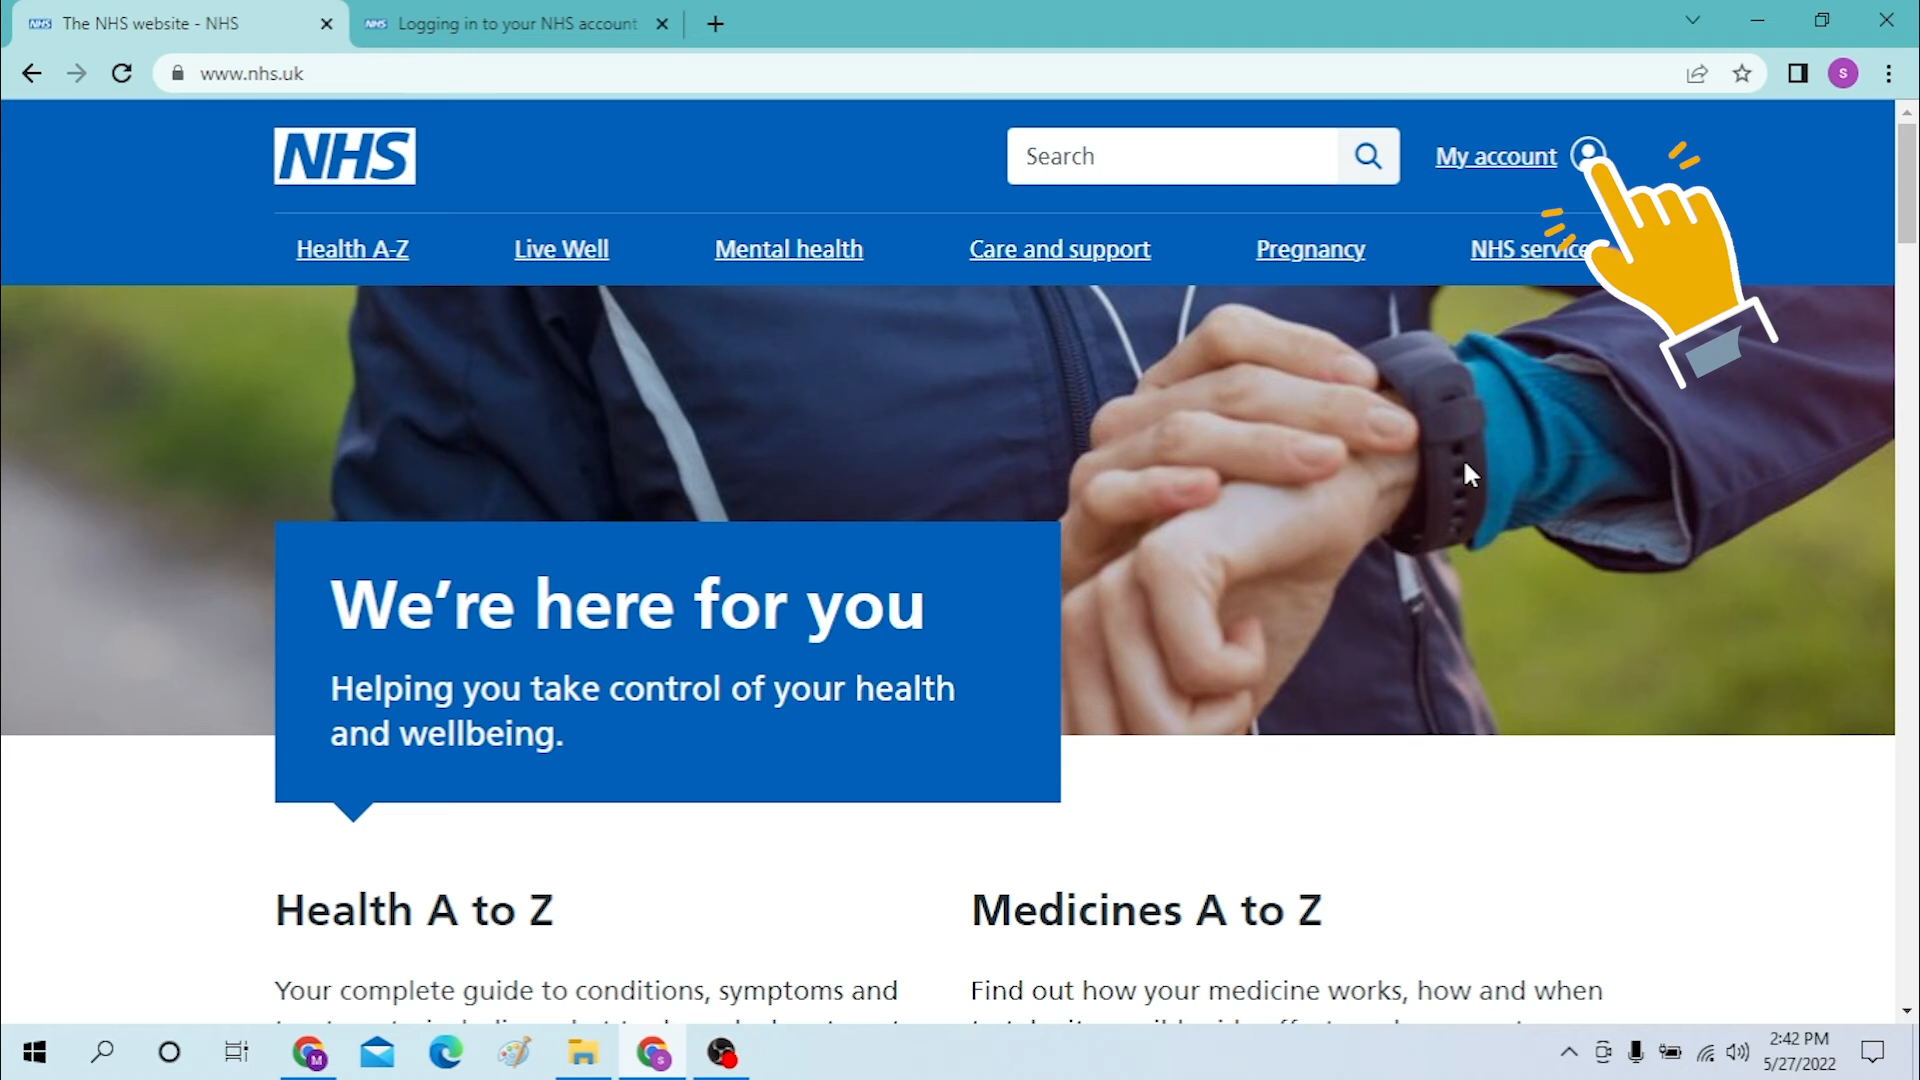 The NHS website - NHS
Logging in to your NHS account
www.nhs.uk
S
NHS
Search
My account
Health A-Z
Live Well
Mental health
Care and support
Pregnancy
NHS service
We're here for you
Helping you take control of your health
and wellbeing.
Health A to Z
Medicines A to Z
Your complete guide to conditions, symptoms and
Find out how your medicine works, how and when
2:42 PM
5/27/2022